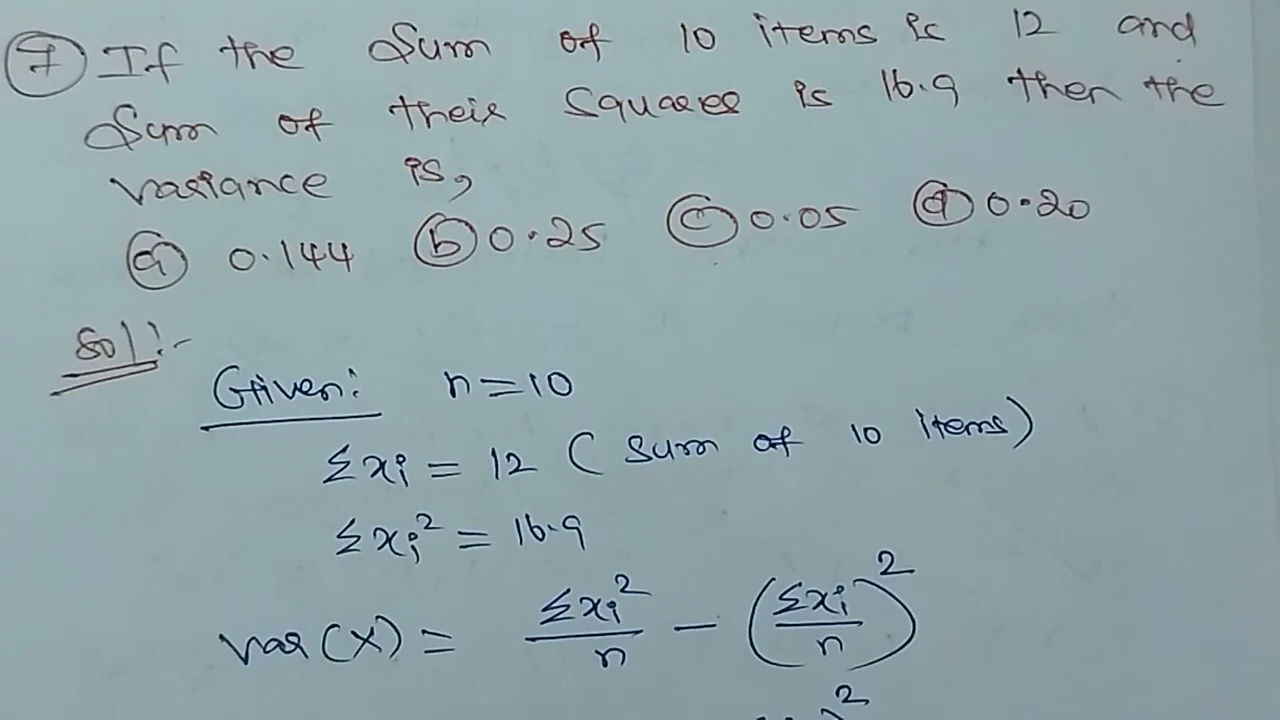 7 If the Sum of 10 items is 12 and
Sum of their Squares is 16.9 then the
variance is,
a 0.144 b 0.25 c 0.05 d 0.20
Sol:-
Given: n=10
Σxi = 12 ( Sum of 10 items)
Σxi² = 16.9
var(X) = Σxi²/n - (Σxi/n)²
2